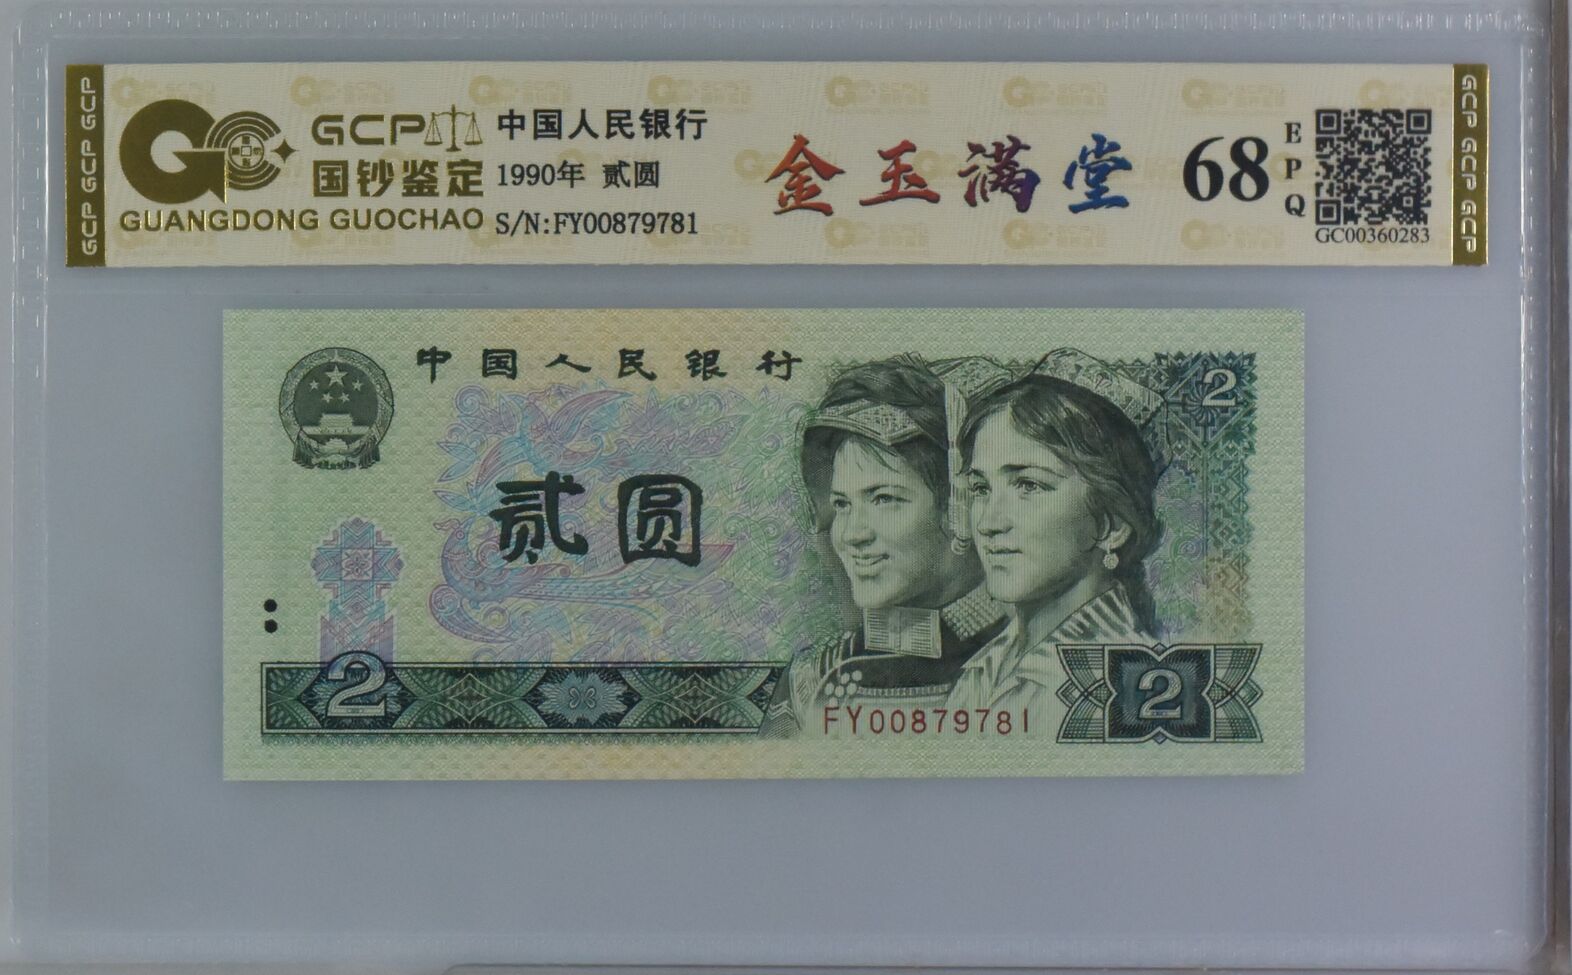 GCP GCP GCP
GCP
国钞鉴定
GUANGDONG GUOCHAO
中国人民银行
1990年 贰圆
S/N:FY00879781
金玉满堂
68
EPQ
GC00360283
GCP GCP GCP
中国人民银行
2
贰圆
2
2
FY00879781